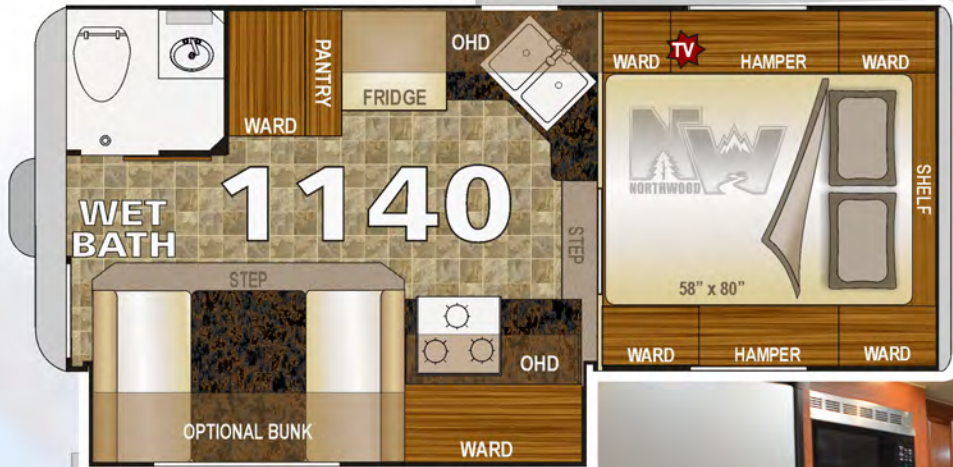 OHD
WARD
TV
HAMPER
WARD
PANTRY
FRIDGE
WARD
NW
NORTHWOOD
SHELF
1140
WET
BATH
STEP
STEP
58" x 80"
WARD
HAMPER
WARD
OHD
OPTIONAL BUNK
WARD